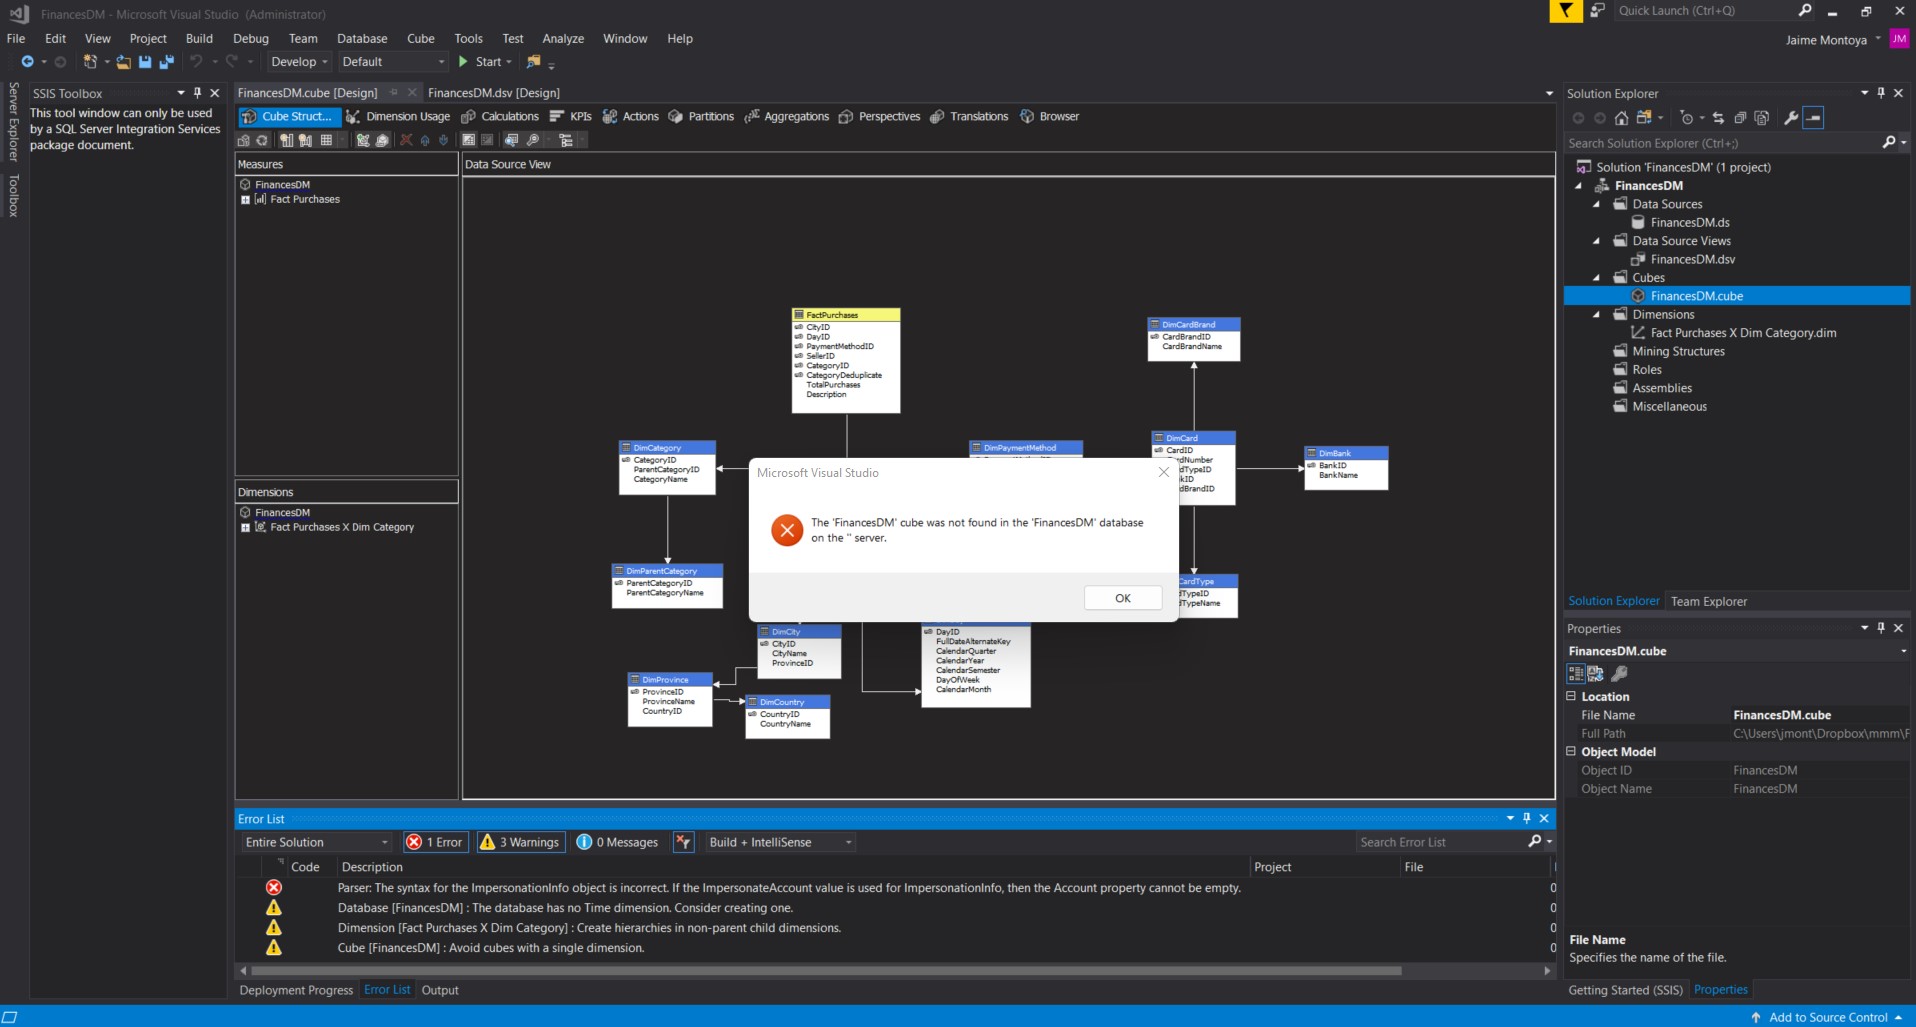 FinancesDM - Microsoft Visual Studio (Administrator)
Quick Launch (Ctrl+Q)
File Edit View Project Build Debug Team Database Cube Tools Test Analyze Window Help
Jaime Montoya JM
Develop Default Start
Server Explorer
Toolbox
SSIS Toolbox
This tool window can only be used
by a SQL Server Integration Services
package document.
FinancesDM.cube [Design] FinancesDM.dsv [Design]
Cube Struct... Dimension Usage Calculations KPIs Actions Partitions Aggregations Perspectives Translations Browser
Measures
FinancesDM
Fact Purchases
Dimensions
FinancesDM
Fact Purchases X Dim Category
Data Source View
FactPurchases
CityID
DayID
PaymentMethodID
SellerID
CategoryID
CategoryDeduplicate
TotalPurchases
Description
DimCardBrand
CardBrandID
CardBrandName
DimCategory
CategoryID
ParentCategoryID
CategoryName
DimPaymentMethod
DimCard
CardID
ardNumber
dTypeID
kID
dBrandID
DimBank
BankID
BankName
DimParentCategory
ParentCategoryID
ParentCategoryName
CardType
dTypeID
dTypeName
DimCity
CityID
CityName
ProvinceID
DayID
FullDateAlternateKey
CalendarQuarter
CalendarYear
CalendarSemester
DayOfWeek
CalendarMonth
DimProvince
ProvinceID
ProvinceName
CountryID
DimCountry
CountryID
CountryName
Microsoft Visual Studio
The 'FinancesDM' cube was not found in the 'FinancesDM' database
on the '' server.
OK
Error List
Entire Solution 1 Error 3 Warnings 0 Messages Build + IntelliSense Search Error List
Code Description Project File
Parser: The syntax for the ImpersonationInfo object is incorrect. If the ImpersonateAccount value is used for ImpersonationInfo, then the Account property cannot be empty. 0
Database [FinancesDM] : The database has no Time dimension. Consider creating one. 0
Dimension [Fact Purchases X Dim Category] : Create hierarchies in non-parent child dimensions. 0
Cube [FinancesDM] : Avoid cubes with a single dimension. 0
Deployment Progress Error List Output
Solution Explorer
Search Solution Explorer (Ctrl+;)
Solution 'FinancesDM' (1 project)
FinancesDM
Data Sources
FinancesDM.ds
Data Source Views
FinancesDM.dsv
Cubes
FinancesDM.cube
Dimensions
Fact Purchases X Dim Category.dim
Mining Structures
Roles
Assemblies
Miscellaneous
Solution Explorer Team Explorer
Properties
FinancesDM.cube
Location
File Name FinancesDM.cube
Full Path C:\Users\jmont\Dropbox\mmm\F
Object Model
Object ID FinancesDM
Object Name FinancesDM
File Name
Specifies the name of the file.
Getting Started (SSIS) Properties
Add to Source Control